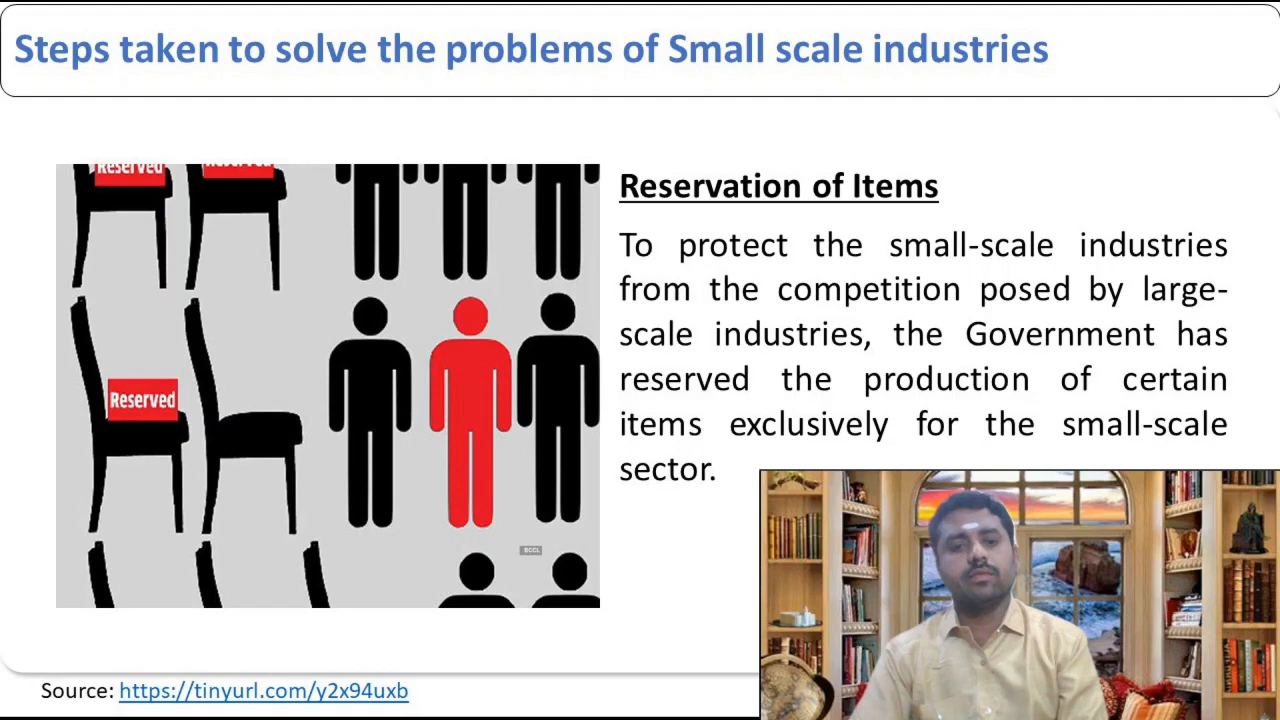 Steps taken to solve the problems of Small scale industries
Reserved
Reserved
Reservation of Items
To protect the small-scale industries
from the competition posed by large-
scale industries, the Government has
reserved the production of certain
items exclusively for the small-scale
sector.
Reserved
BCCL
Source: https://tinyurl.com/y2x94uxb